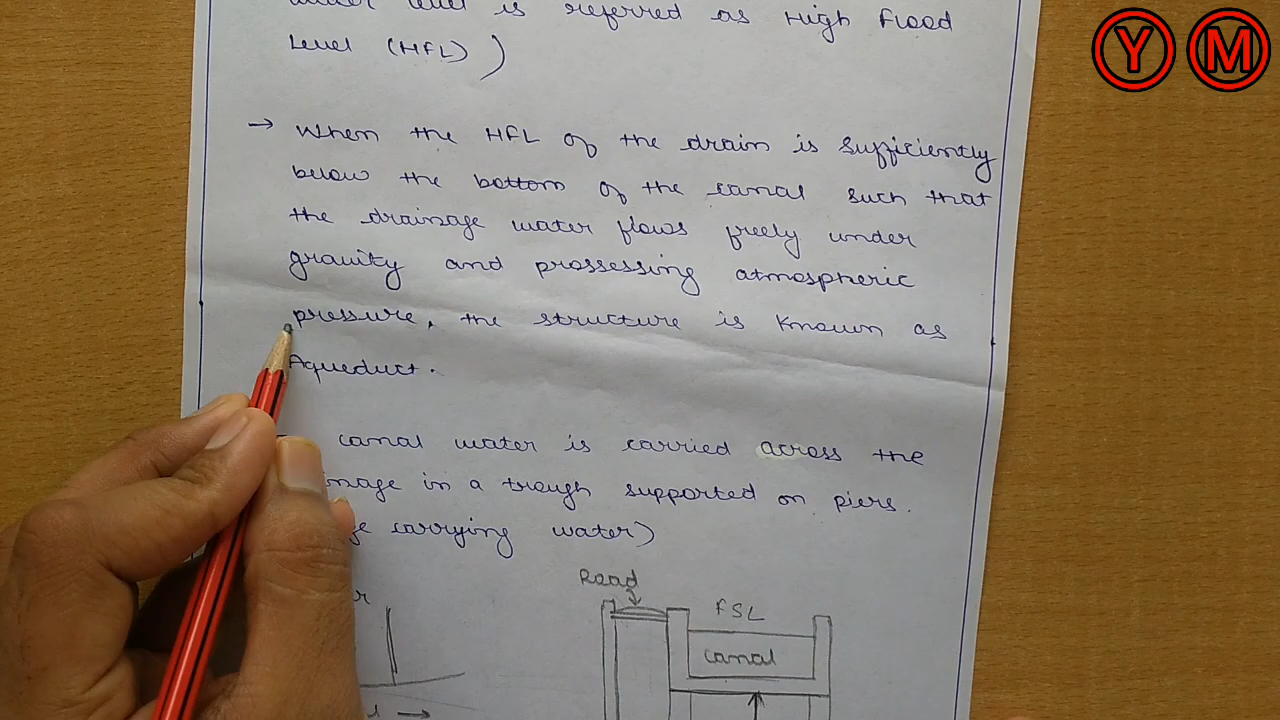 water level is referred as High Flood
Level (HFL) )
→ When the HFL of the drain is sufficiently
below the bottom of the canal such that
the drainage water flows freely under
gravity and prossessing atmospheric
pressure, the structure is known as
Aqueduct.
canal water is carried across the
in a trough supported on piers.
carrying water)
Road
FSL
canal
Y M